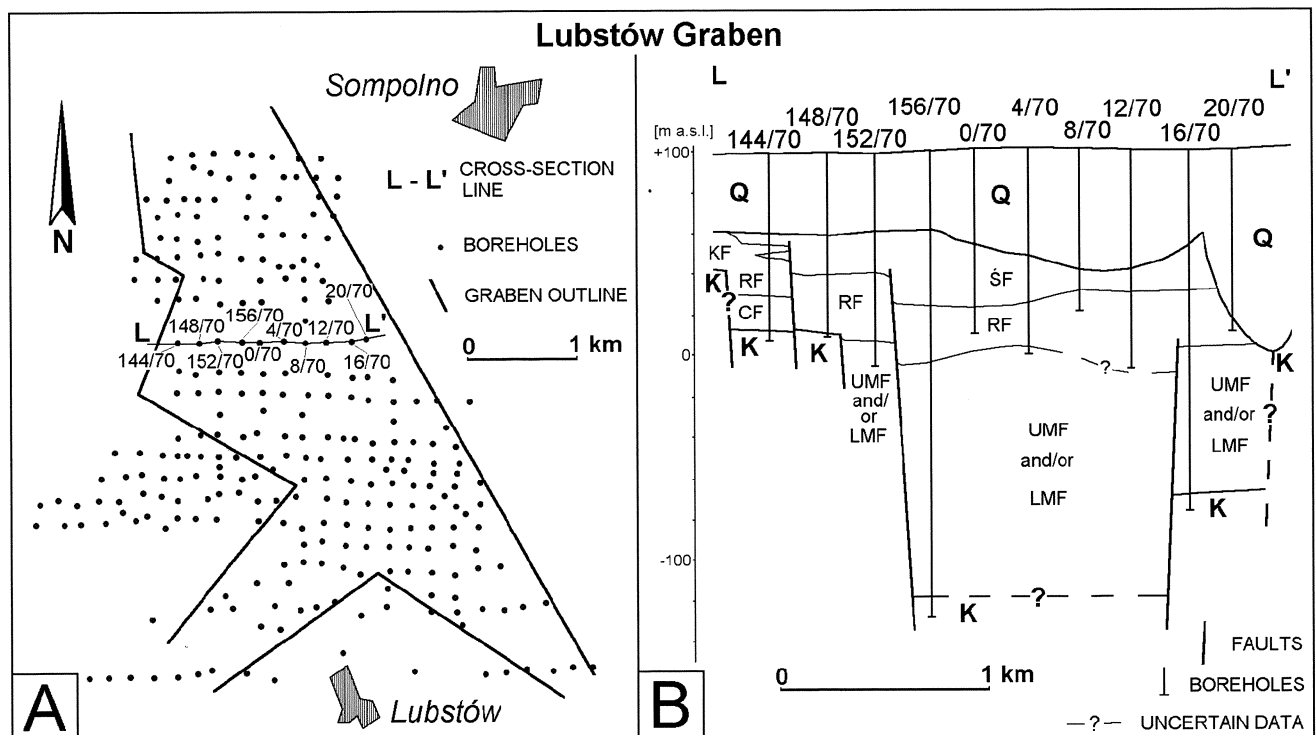 Lubstów Graben
Sompolno
N
L - L' CROSS-SECTION
LINE
BOREHOLES
GRABEN OUTLINE
0 1 km
20/70
156/70
L 148/70 4/70 12/70 L'
144/70 152/70 0/70 8/70 16/70
Lubstów
A
L L'
156/70 4/70 12/70 20/70
148/70 0/70 8/70 16/70
[m a.s.l.] 144/70 152/70
+100
Q Q Q
KF
K RF RF ŚF
? CF RF
K K
0 ? K
UMF
and/
or
LMF
UMF
and/or
LMF
UMF
and/or ?
LMF
K
-100
? K
0 1 km
FAULTS
BOREHOLES
— ? — UNCERTAIN DATA
B